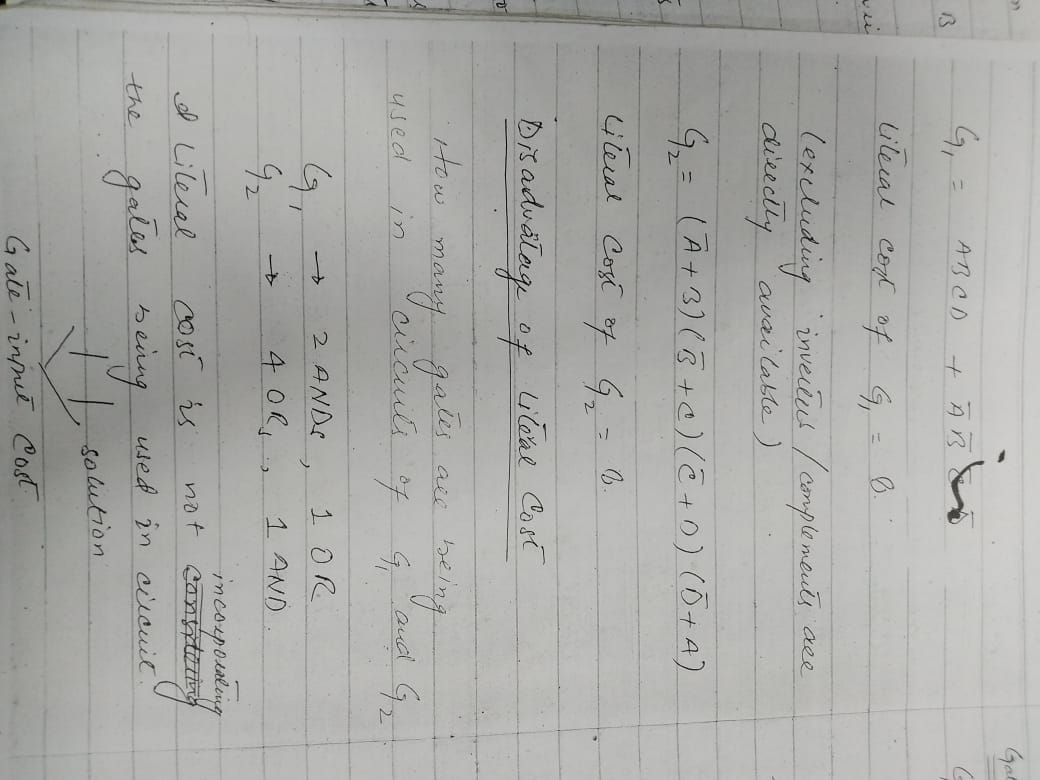 G₁ = ABCD + A̅B̅C̅D̅
Literal cost of G₁ = 8.
(excluding inverters / complements are
directly available)
G₂ = (A̅+B)(B̅+C)(C̅+D)(D̅+A)
Literal Cost of G₂ = 8.
Disadvantage of Literal Cost
How many gates are being
used in circuits of G₁ and G₂
G₁ → 2 ANDs, 1 OR
G₂ → 4 ORs, 1 AND.
incorporating
Literal cost is not considering
the gates being used in circuit.
solution
Gate-input Cost.